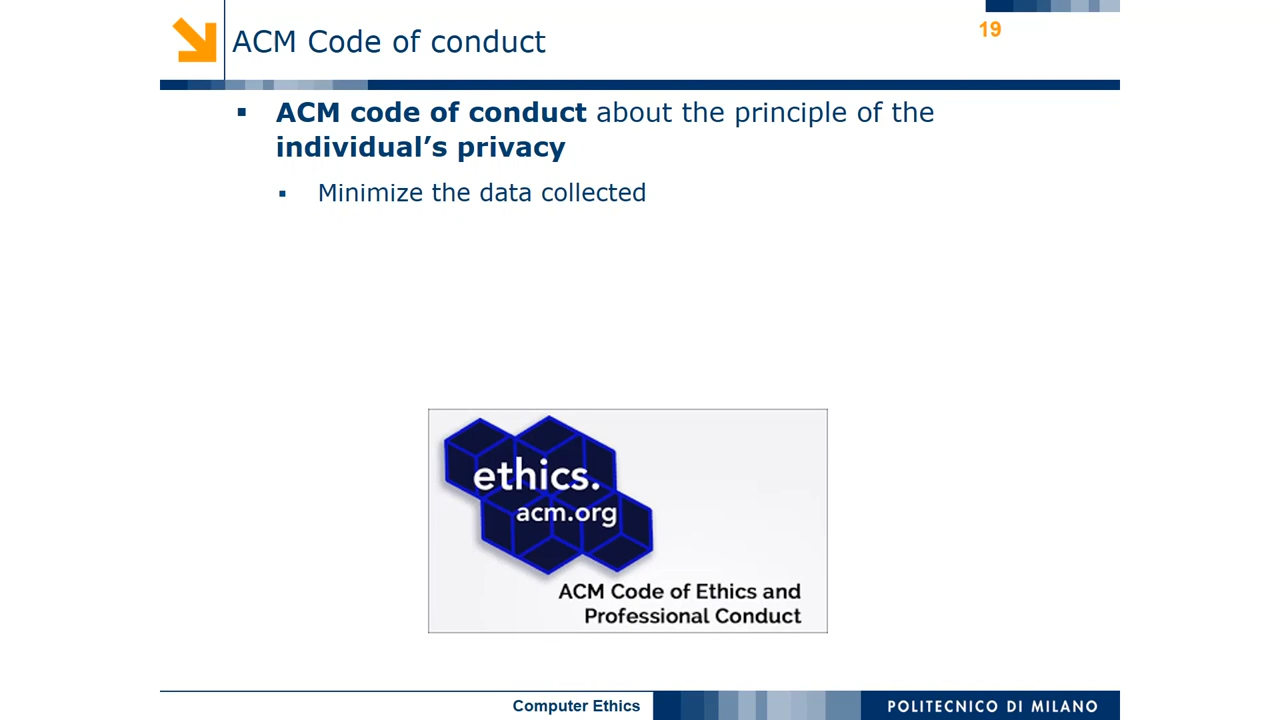 ACM Code of conduct
19
ACM code of conduct about the principle of the
individual’s privacy
Minimize the data collected
ethics.
acm.org
ACM Code of Ethics and
Professional Conduct
Computer Ethics
POLITECNICO DI MILANO